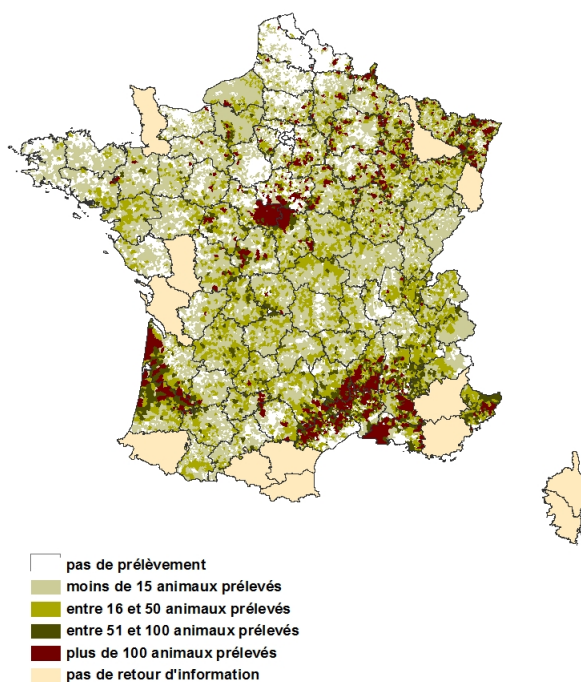 pas de prélèvement
moins de 15 animaux prélevés
entre 16 et 50 animaux prélevés
entre 51 et 100 animaux prélevés
plus de 100 animaux prélevés
pas de retour d'information